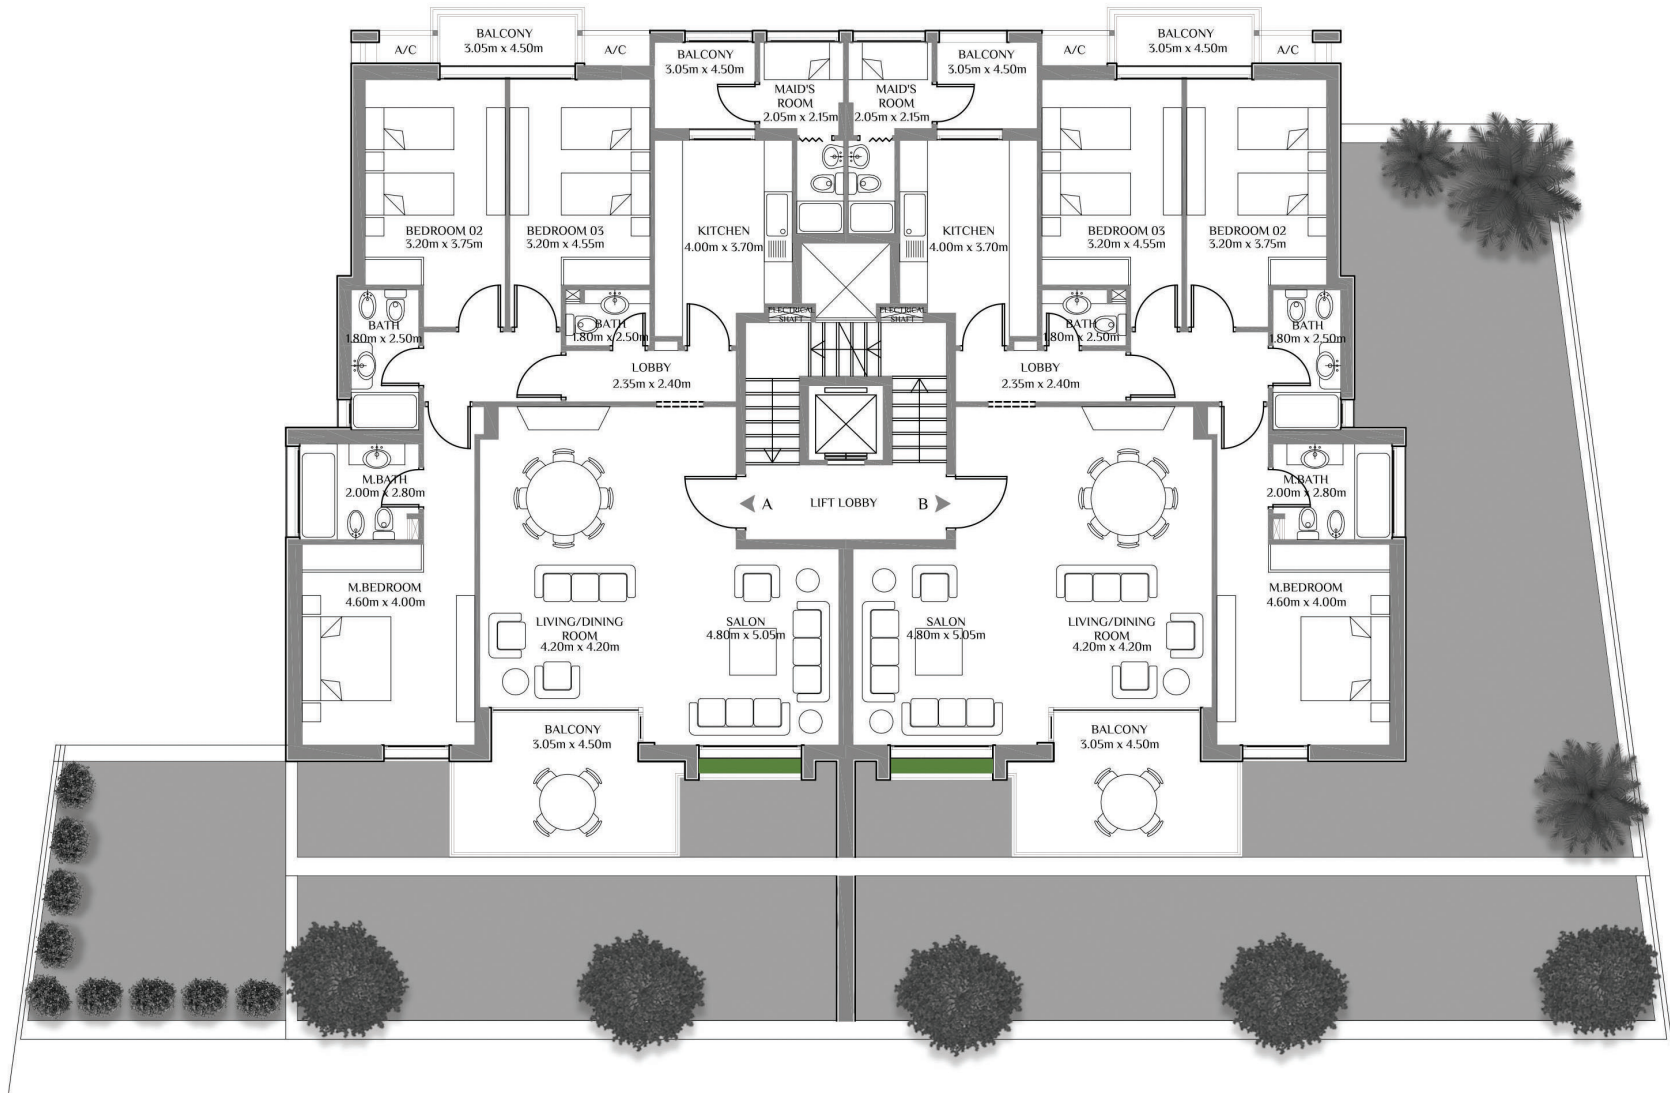 BALCONY
3.05m x 4.50m
A/C
A/C
BALCONY
3.05m x 4.50m
MAID'S
ROOM
2.05m x 2.15m
MAID'S
ROOM
2.05m x 2.15m
BALCONY
3.05m x 4.50m
A/C
BALCONY
3.05m x 4.50m
A/C
BEDROOM 02
3.20m x 3.75m
BEDROOM 03
3.20m x 4.55m
KITCHEN
4.00m x 3.70m
KITCHEN
4.00m x 3.70m
BEDROOM 03
3.20m x 4.55m
BEDROOM 02
3.20m x 3.75m
ELECTRICAL
SHAFT
ELECTRICAL
SHAFT
BATH
1.80m x 2.50m
BATH
1.80m x 2.50m
BATH
1.80m x 2.50m
BATH
1.80m x 2.50m
LOBBY
2.35m x 2.40m
LOBBY
2.35m x 2.40m
M.BATH
2.00m x 2.80m
A
LIFT LOBBY
B
M.BATH
2.00m x 2.80m
M.BEDROOM
4.60m x 4.00m
LIVING/DINING
ROOM
4.20m x 4.20m
SALON
4.80m x 5.05m
SALON
4.80m x 5.05m
LIVING/DINING
ROOM
4.20m x 4.20m
M.BEDROOM
4.60m x 4.00m
BALCONY
3.05m x 4.50m
BALCONY
3.05m x 4.50m